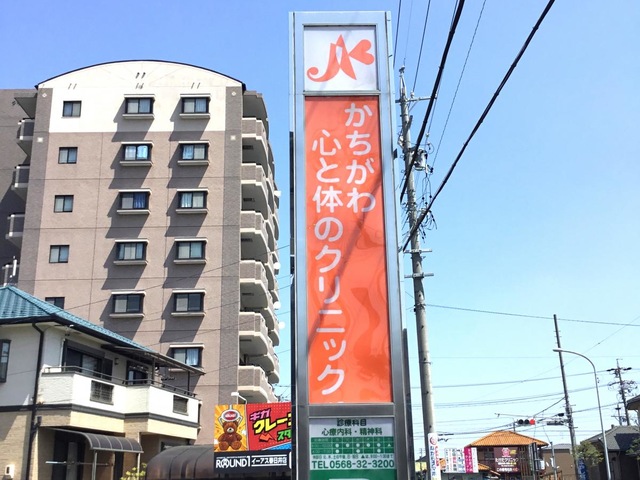 かちがわ
心と体のクリニック
診療科目
心療内科・精神科
TEL 0568-32-3200
ギガ
クレーン
ROUND1 イーアス春日井店